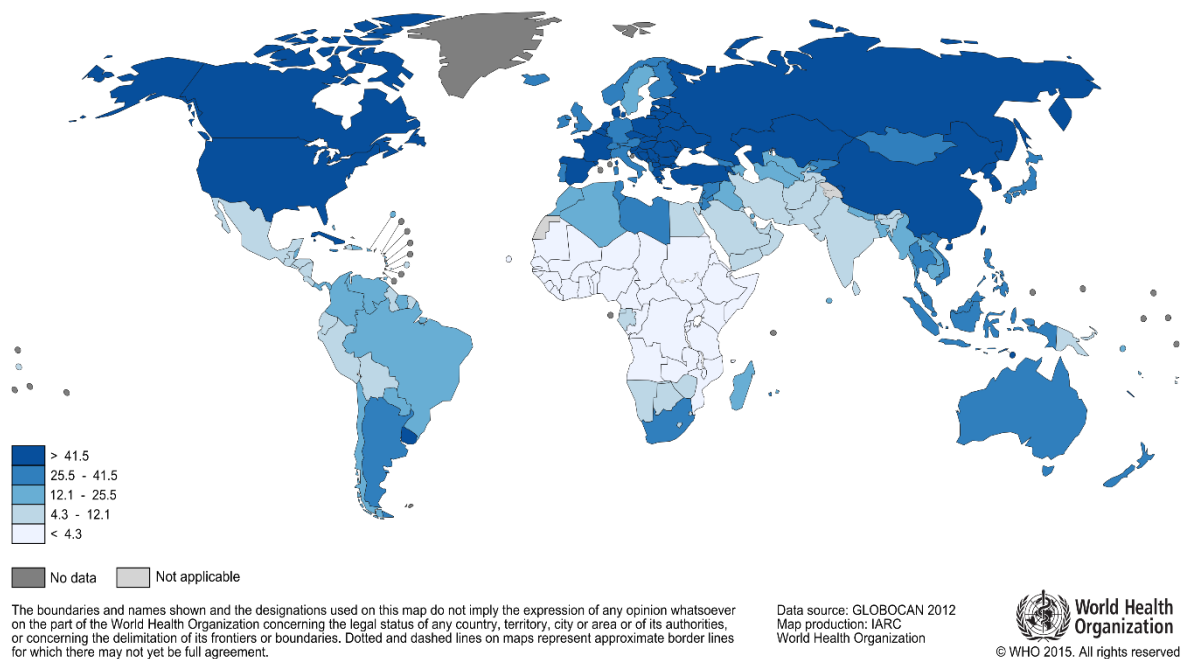 > 41.5
25.5 - 41.5
12.1 - 25.5
4.3 - 12.1
< 4.3
No data
Not applicable
The boundaries and names shown and the designations used on this map do not imply the expression of any opinion whatsoever
on the part of the World Health Organization concerning the legal status of any country, territory, city or area or of its authorities,
or concerning the delimitation of its frontiers or boundaries. Dotted and dashed lines on maps represent approximate border lines
for which there may not yet be full agreement.
Data source: GLOBOCAN 2012
Map production: IARC
World Health Organization
World Health
Organization
© WHO 2015. All rights reserved